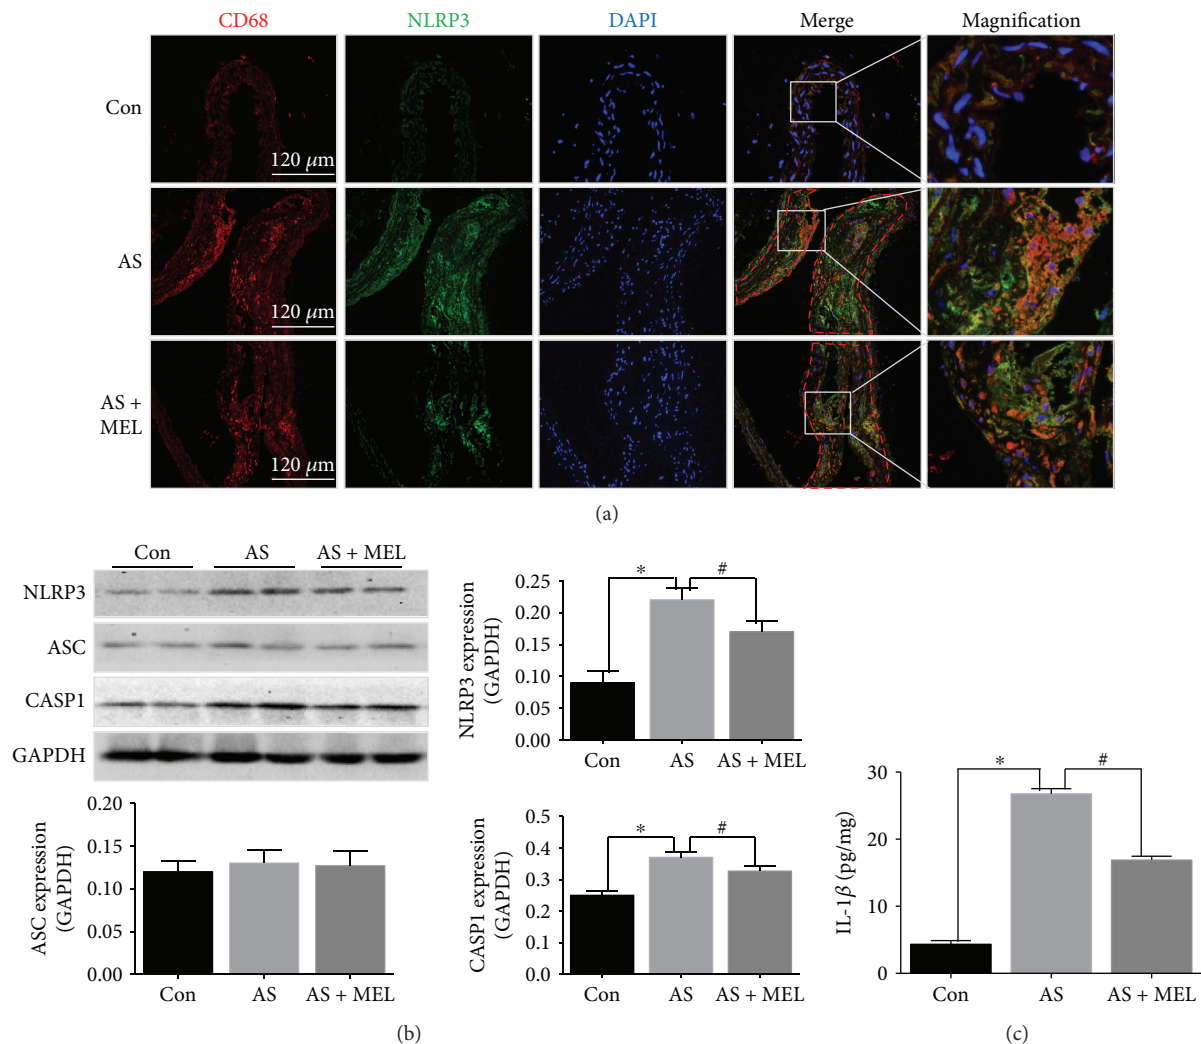 CD68 NLRP3 DAPI Merge Magnification
Con
120 μm
AS
120 μm
AS +
MEL
120 μm
(a)
Con AS AS + MEL
NLRP3
ASC
CASP1
GAPDH
NLRP3 expression
(GAPDH)
0.25
0.20
0.15
0.10
0.05
0.00
* #
Con AS AS + MEL
ASC expression
(GAPDH)
0.20
0.15
0.10
0.05
0.00
Con AS AS + MEL
CASP1 expression
(GAPDH)
0.5
0.4
0.3
0.2
0.1
0.0
* #
Con AS AS + MEL
(b)
IL-1β (pg/mg)
30
20
10
0
* #
Con AS AS + MEL
(c)